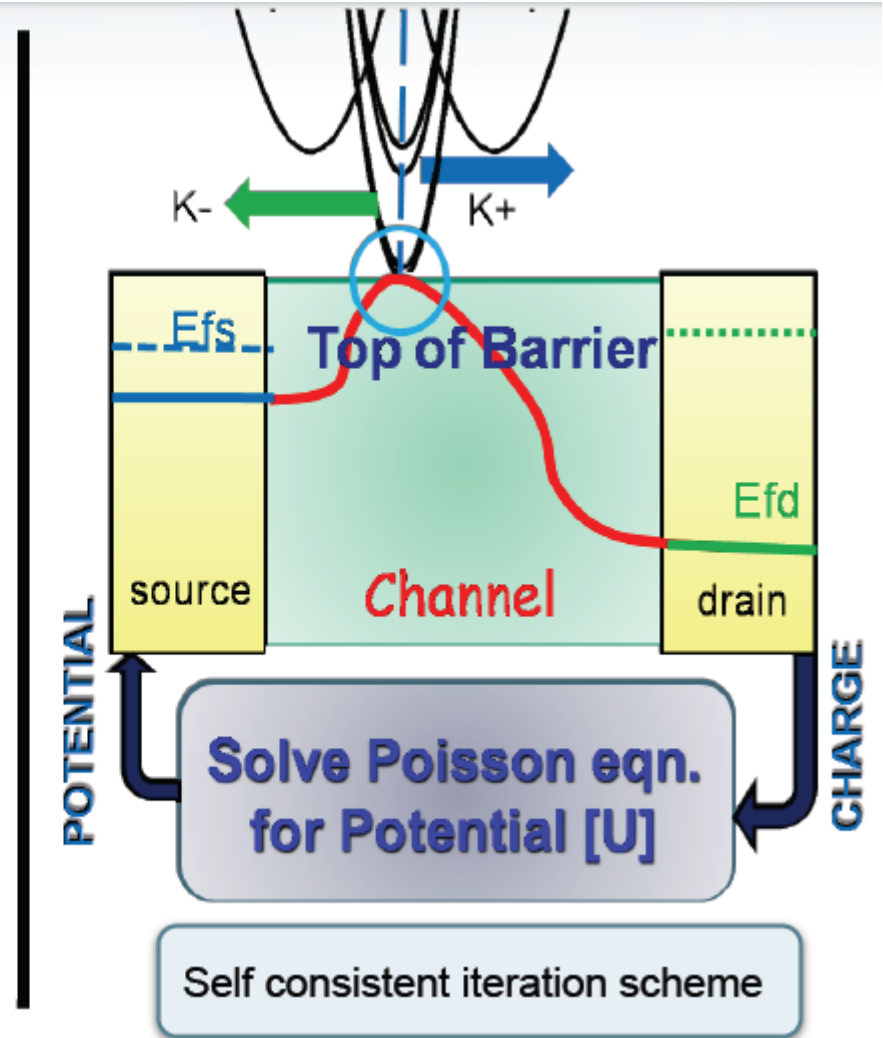 K-
K+
Efs
Top of Barrier
Efd
source
Channel
drain
POTENTIAL
CHARGE
Solve Poisson eqn.
for Potential [U]
Self consistent iteration scheme